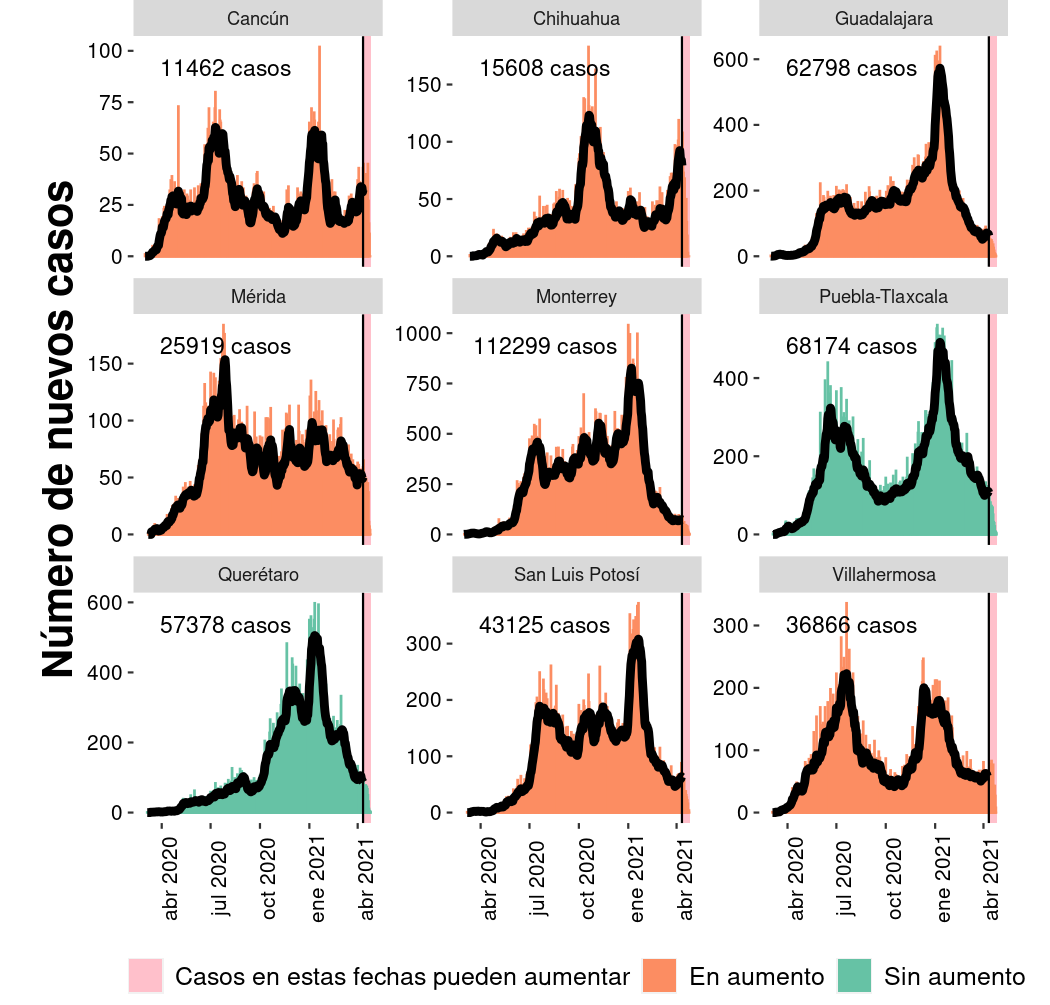 Número de nuevos casos
Cancún
Chihuahua
Guadalajara
11462 casos
15608 casos
62798 casos
100
75
50
25
0
150
100
50
0
600
400
200
0
Mérida
Monterrey
Puebla-Tlaxcala
25919 casos
112299 casos
68174 casos
150
100
50
0
1000
750
500
250
0
400
200
0
Querétaro
San Luis Potosí
Villahermosa
57378 casos
43125 casos
36866 casos
600
400
200
0
300
200
100
0
300
200
100
0
abr 2020
jul 2020
oct 2020
ene 2021
abr 2021
abr 2020
jul 2020
oct 2020
ene 2021
abr 2021
abr 2020
jul 2020
oct 2020
ene 2021
abr 2021
Casos en estas fechas pueden aumentar
En aumento
Sin aumento